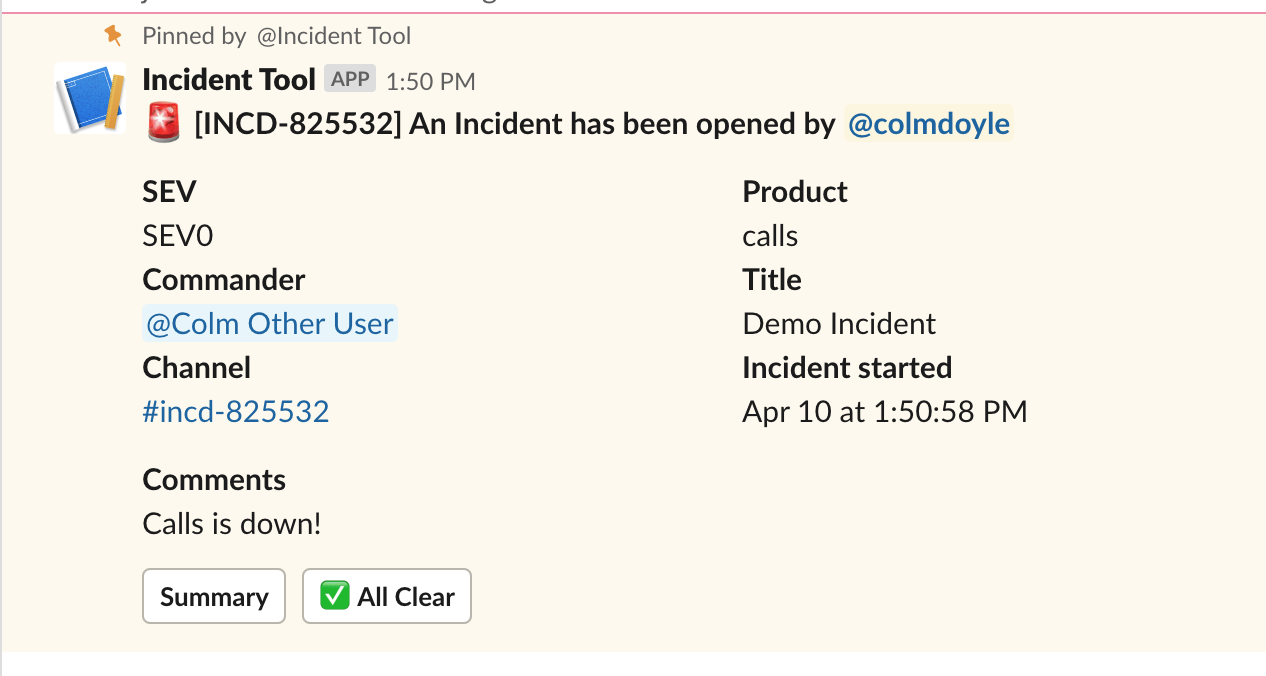 Pinned by @Incident Tool
Incident Tool APP 1:50 PM
[INCD-825532] An Incident has been opened by @colmdoyle
SEV
SEV0
Commander
@Colm Other User
Channel
#incd-825532
Product
calls
Title
Demo Incident
Incident started
Apr 10 at 1:50:58 PM
Comments
Calls is down!
Summary
All Clear